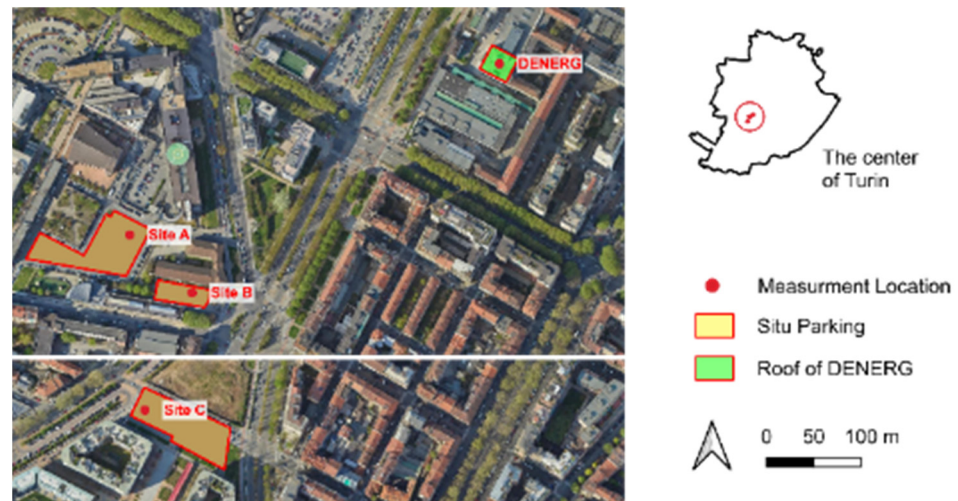 DENERG
Site A
Site B
Site C
The center
of Turin
Measurment Location
Situ Parking
Roof of DENERG
0 50 100 m